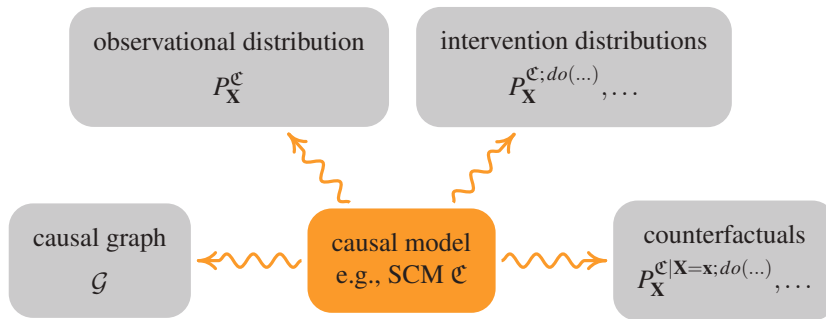 observational distribution
P_𝐗^ℭ
intervention distributions
P_𝐗^{ℭ;do(...)},...
causal graph
𝒢
causal model
e.g., SCM ℭ
counterfactuals
P_𝐗^{ℭ|𝐗=𝐱;do(...)},...